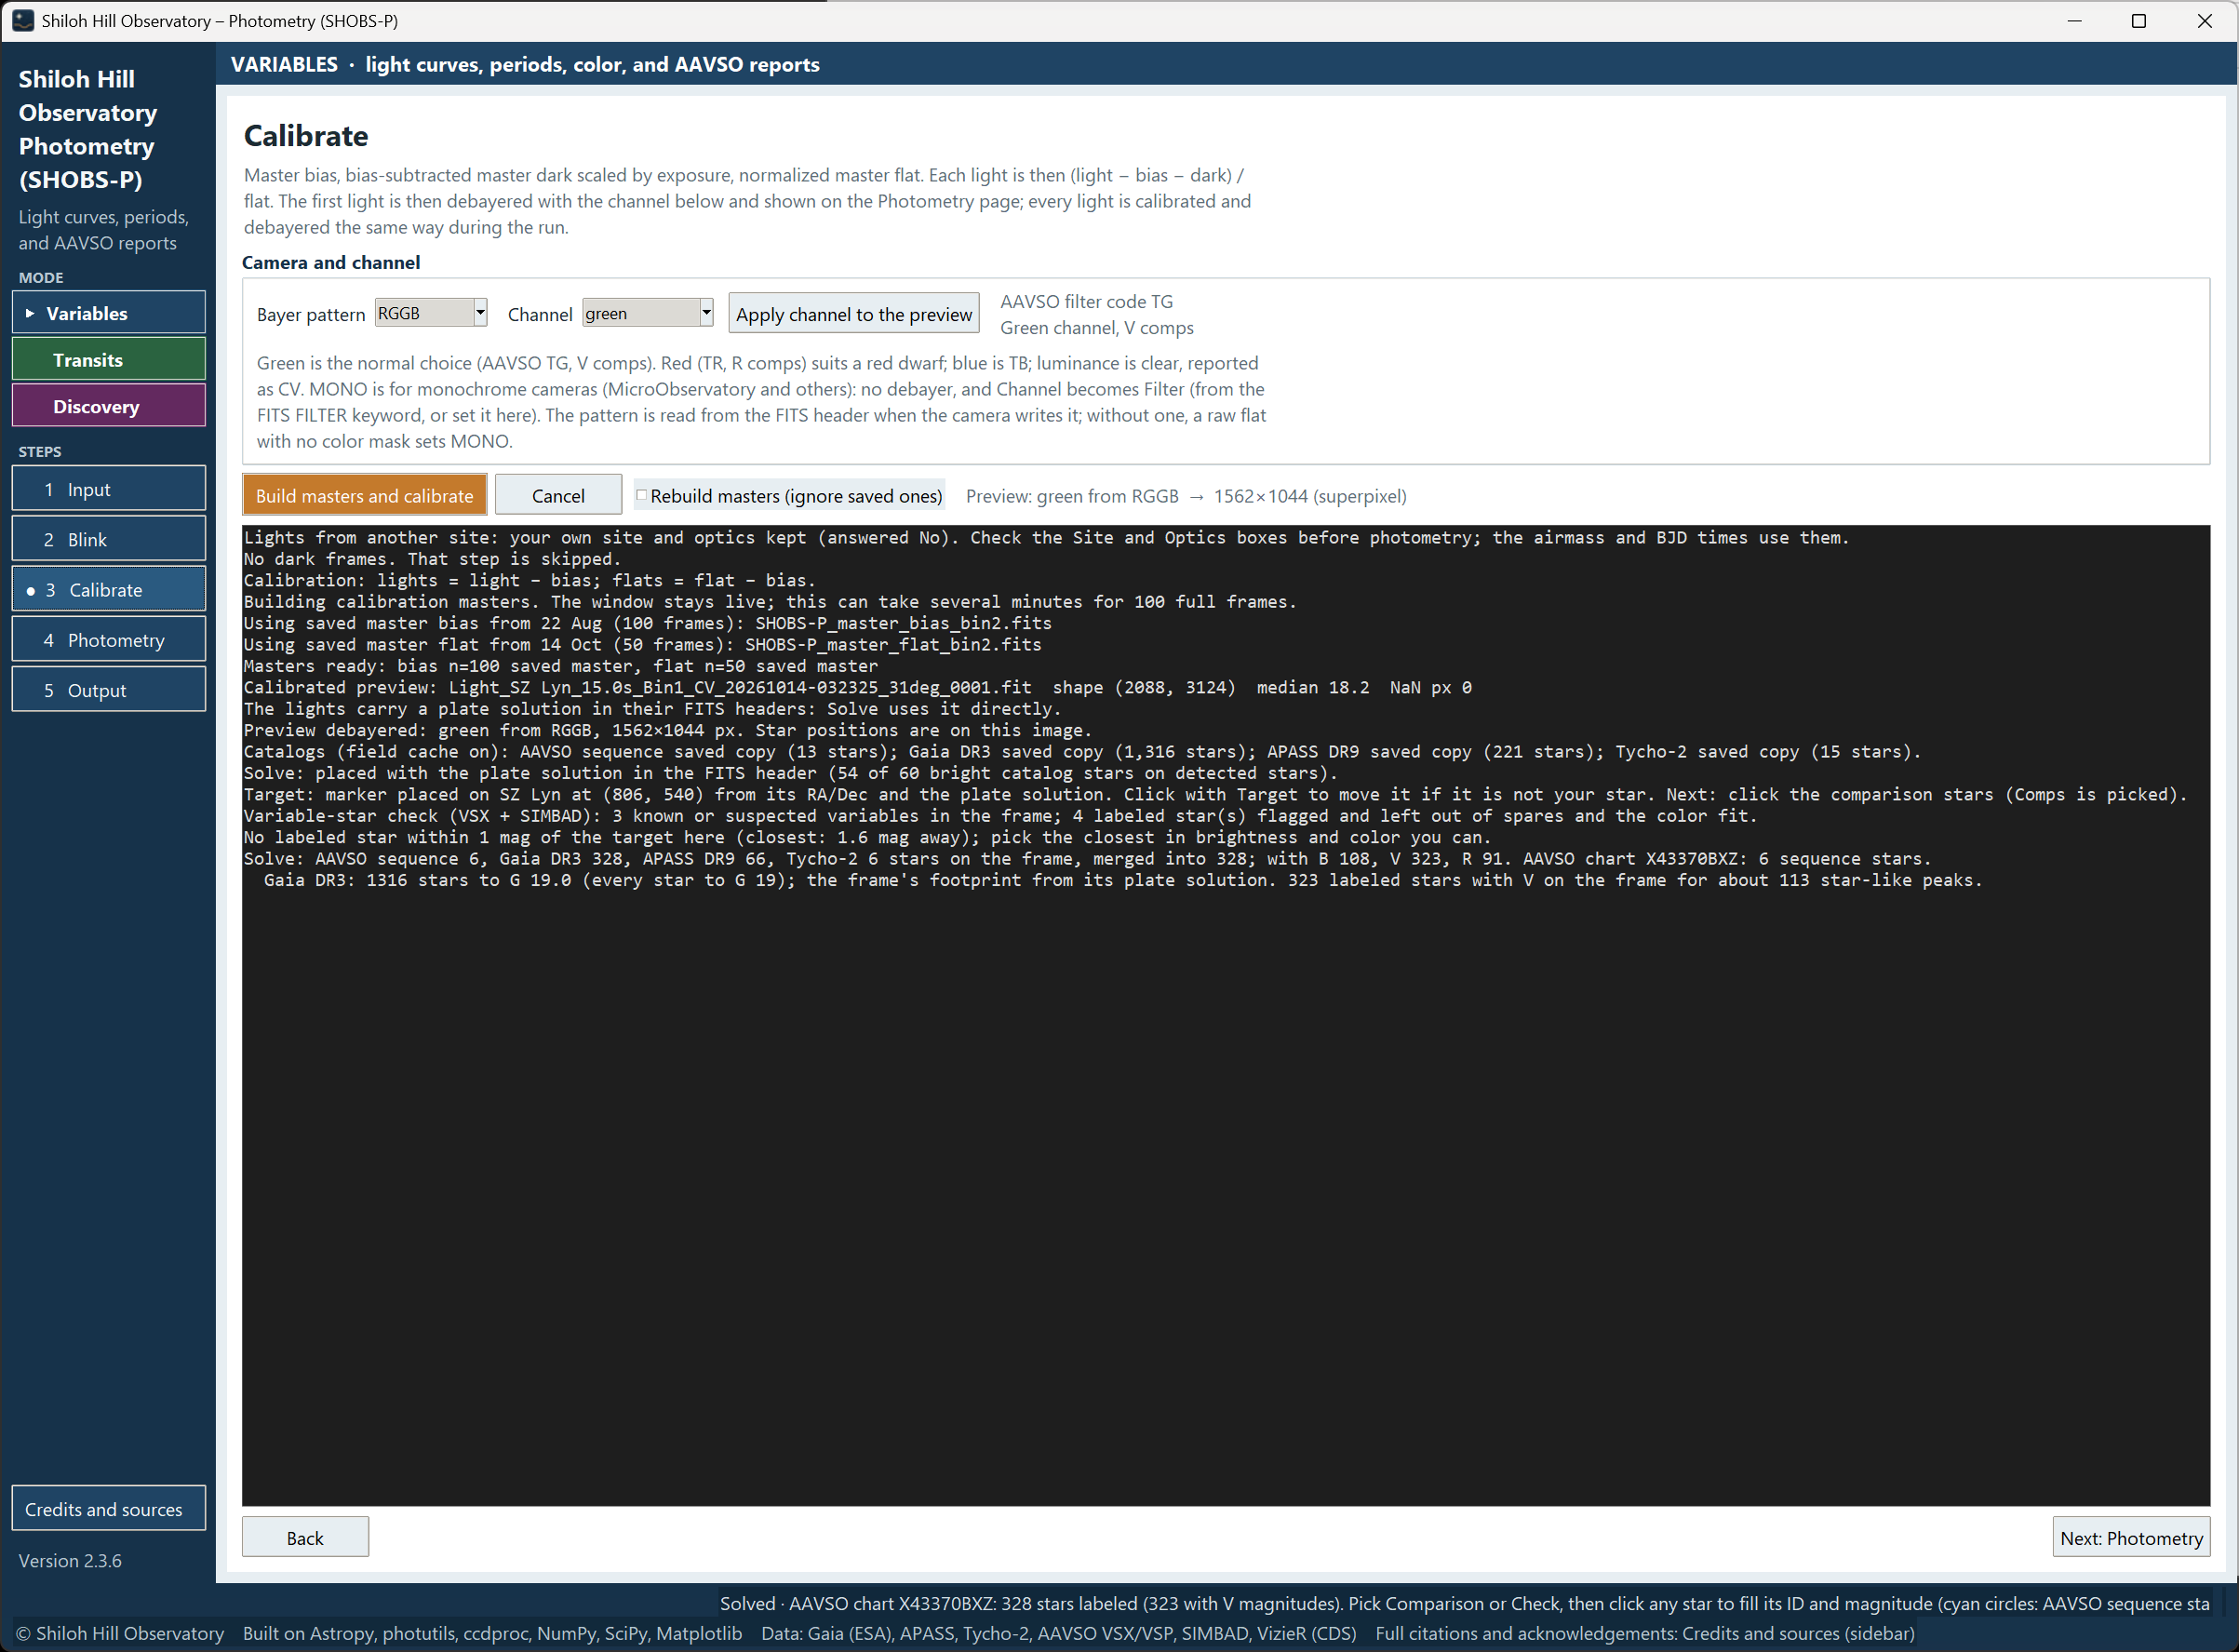 Shiloh Hill Observatory – Photometry (SHOBS-P)
Shiloh Hill
Observatory
Photometry
(SHOBS-P)
Light curves, periods,
and AAVSO reports
MODE
▸ Variables
Transits
Discovery
STEPS
1 Input
2 Blink
● 3 Calibrate
4 Photometry
5 Output
Credits and sources
Version 2.3.6
VARIABLES · light curves, periods, color, and AAVSO reports
Calibrate
Master bias, bias-subtracted master dark scaled by exposure, normalized master flat. Each light is then (light − bias − dark) /
flat. The first light is then debayered with the channel below and shown on the Photometry page; every light is calibrated and
debayered the same way during the run.
Camera and channel
Bayer pattern RGGB Channel green Apply channel to the preview
AAVSO filter code TG
Green channel, V comps
Green is the normal choice (AAVSO TG, V comps). Red (TR, R comps) suits a red dwarf; blue is TB; luminance is clear, reported
as CV. MONO is for monochrome cameras (MicroObservatory and others): no debayer, and Channel becomes Filter (from the
FITS FILTER keyword, or set it here). The pattern is read from the FITS header when the camera writes it; without one, a raw flat
with no color mask sets MONO.
Build masters and calibrate Cancel Rebuild masters (ignore saved ones) Preview: green from RGGB → 1562×1044 (superpixel)
Lights from another site: your own site and optics kept (answered No). Check the Site and Optics boxes before photometry; the airmass and BJD times use them.
No dark frames. That step is skipped.
Calibration: lights = light − bias; flats = flat − bias.
Building calibration masters. The window stays live; this can take several minutes for 100 full frames.
Using saved master bias from 22 Aug (100 frames): SHOBS-P_master_bias_bin2.fits
Using saved master flat from 14 Oct (50 frames): SHOBS-P_master_flat_bin2.fits
Masters ready: bias n=100 saved master, flat n=50 saved master
Calibrated preview: Light_SZ Lyn_15.0s_Bin1_CV_20261014-032325_31deg_0001.fit  shape (2088, 3124)  median 18.2  NaN px 0
The lights carry a plate solution in their FITS headers: Solve uses it directly.
Preview debayered: green from RGGB, 1562×1044 px. Star positions are on this image.
Catalogs (field cache on): AAVSO sequence saved copy (13 stars); Gaia DR3 saved copy (1,316 stars); APASS DR9 saved copy (221 stars); Tycho-2 saved copy (15 stars).
Solve: placed with the plate solution in the FITS header (54 of 60 bright catalog stars on detected stars).
Target: marker placed on SZ Lyn at (806, 540) from its RA/Dec and the plate solution. Click with Target to move it if it is not your star. Next: click the comparison stars (Comps is picked).
Variable-star check (VSX + SIMBAD): 3 known or suspected variables in the frame; 4 labeled star(s) flagged and left out of spares and the color fit.
No labeled star within 1 mag of the target here (closest: 1.6 mag away); pick the closest in brightness and color you can.
Solve: AAVSO sequence 6, Gaia DR3 328, APASS DR9 66, Tycho-2 6 stars on the frame, merged into 328; with B 108, V 323, R 91. AAVSO chart X43370BXZ: 6 sequence stars.
Gaia DR3: 1316 stars to G 19.0 (every star to G 19); the frame's footprint from its plate solution. 323 labeled stars with V on the frame for about 113 star-like peaks.
Back
Next: Photometry
Solved · AAVSO chart X43370BXZ: 328 stars labeled (323 with V magnitudes). Pick Comparison or Check, then click any star to fill its ID and magnitude (cyan circles: AAVSO sequence sta
© Shiloh Hill Observatory Built on Astropy, photutils, ccdproc, NumPy, SciPy, Matplotlib Data: Gaia (ESA), APASS, Tycho-2, AAVSO VSX/VSP, SIMBAD, VizieR (CDS) Full citations and acknowledgements: Credits and sources (sidebar)